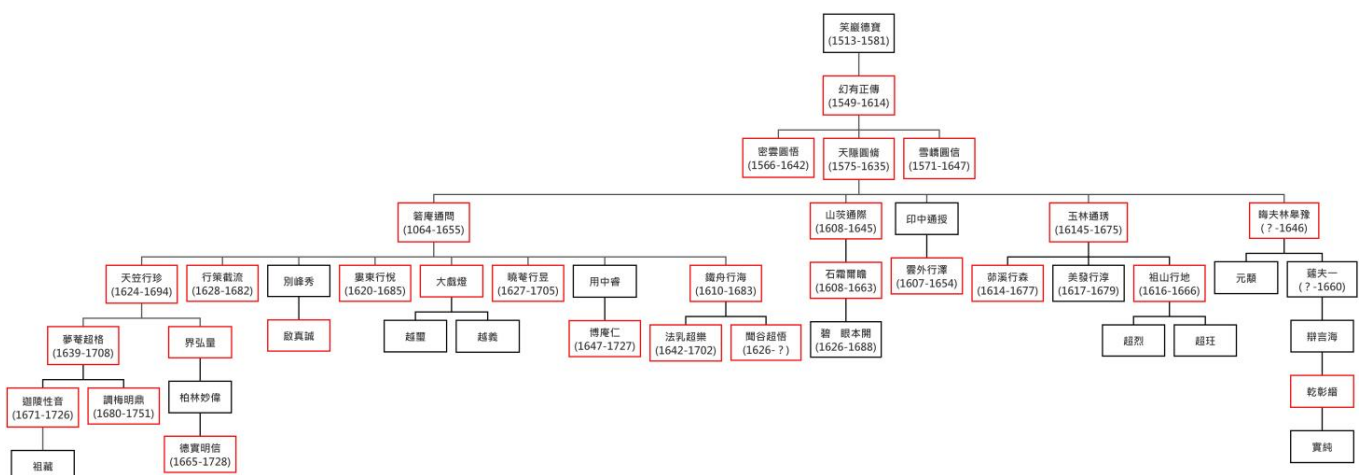 笑巖德寶
(1513-1581)
幻有正傳
(1549-1614)
密雲圓悟
(1566-1642)
天隱圓脩
(1575-1635)
雪嶠圓信
(1571-1647)
箬庵通問
(1064-1655)
山茨通際
(1608-1645)
印中通授
玉林通琇
(16145-1675)
晦夫林皋豫
(？-1646)
天笠行珍
(1624-1694)
行策截流
(1628-1682)
別峰秀
婁東行悅
(1620-1685)
大戲燈
曉菴行昱
(1627-1705)
用中睿
鐵舟行海
(1610-1683)
石霜爾瞻
(1608-1663)
雲外行澤
(1607-1654)
茆溪行森
(1614-1677)
美發行淳
(1617-1679)
祖山行地
(1616-1666)
元顒
蓮夫一
(？-1660)
夢菴超格
(1639-1708)
界弘量
啟真誠
越璽
越義
博庵仁
(1647-1727)
法乳超樂
(1642-1702)
聞谷超悟
(1626-？)
碧 眼本開
(1626-1688)
超烈
超玨
辯言海
迦陵性音
(1671-1726)
調梅明鼎
(1680-1751)
柏林妙偉
乾彰縉
祖藏
德實明信
(1665-1728)
實純